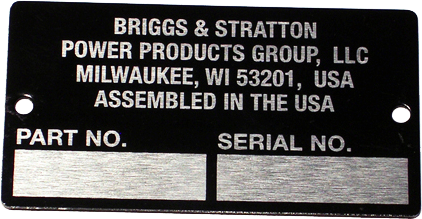 BRIGGS & STRATTON
POWER PRODUCTS GROUP, LLC
MILWAUKEE, WI 53201, USA
ASSEMBLED IN THE USA
PART NO. SERIAL NO.